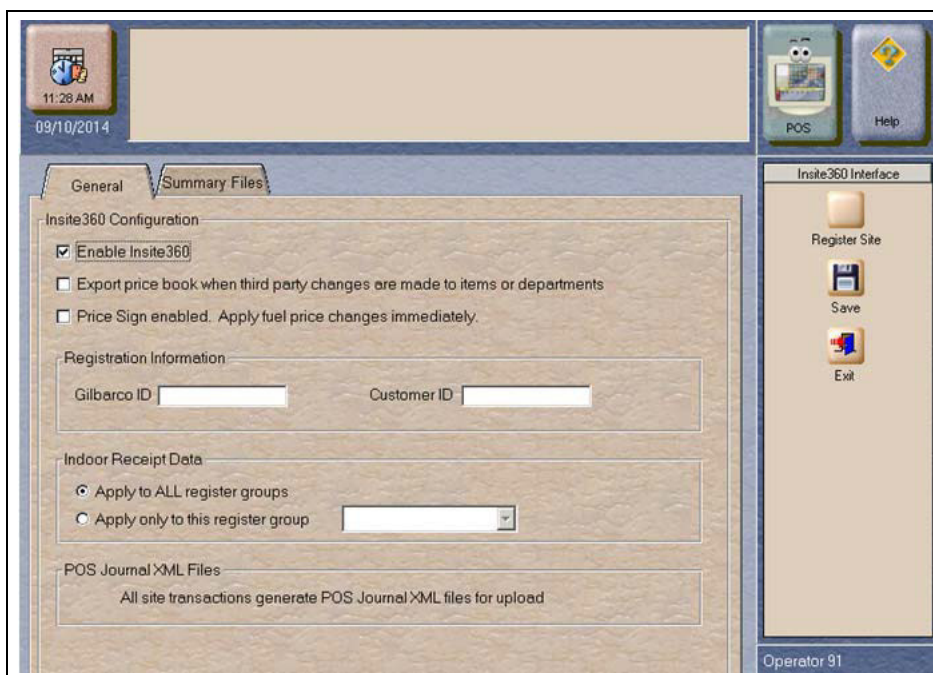 11:28 AM
09/10/2014
POS
Help
General
Summary Files
Insite360 Configuration
Enable Insite360
Export price book when third party changes are made to items or departments
Price Sign enabled. Apply fuel price changes immediately.
Registration Information
Gilbarco ID
Customer ID
Indoor Receipt Data
Apply to ALL register groups
Apply only to this register group
POS Journal XML Files
All site transactions generate POS Journal XML files for upload
Insite360 Interface
Register Site
Save
Exit
Operator 91